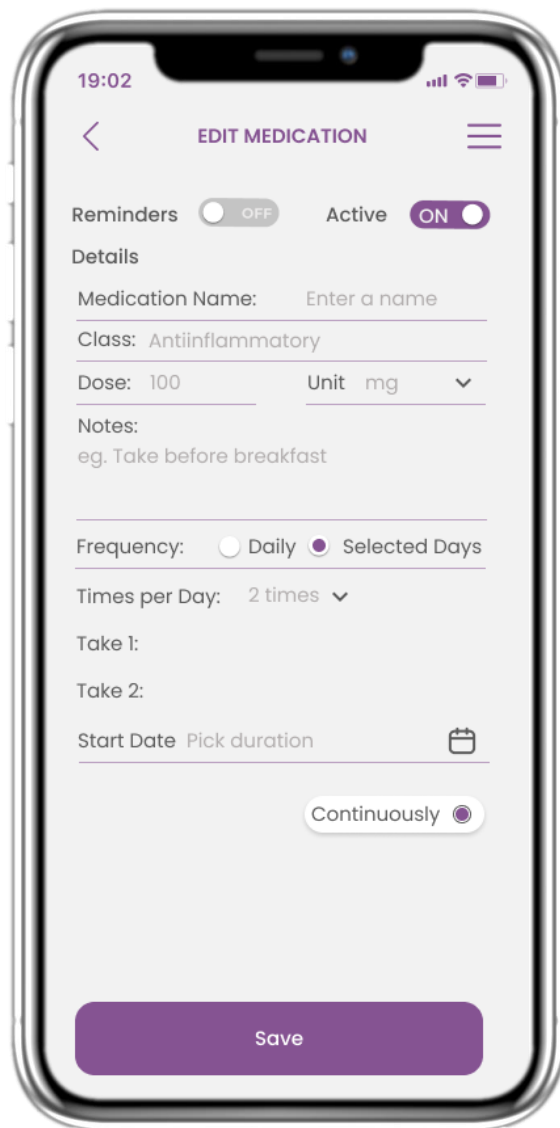 19:02
EDIT MEDICATION
Reminders OFF Active ON
Details
Medication Name: Enter a name
Class: Antiinflammatory
Dose: 100 Unit mg
Notes:
eg. Take before breakfast
Frequency: Daily Selected Days
Times per Day: 2 times
Take 1:
Take 2:
Start Date Pick duration
Continuously
Save